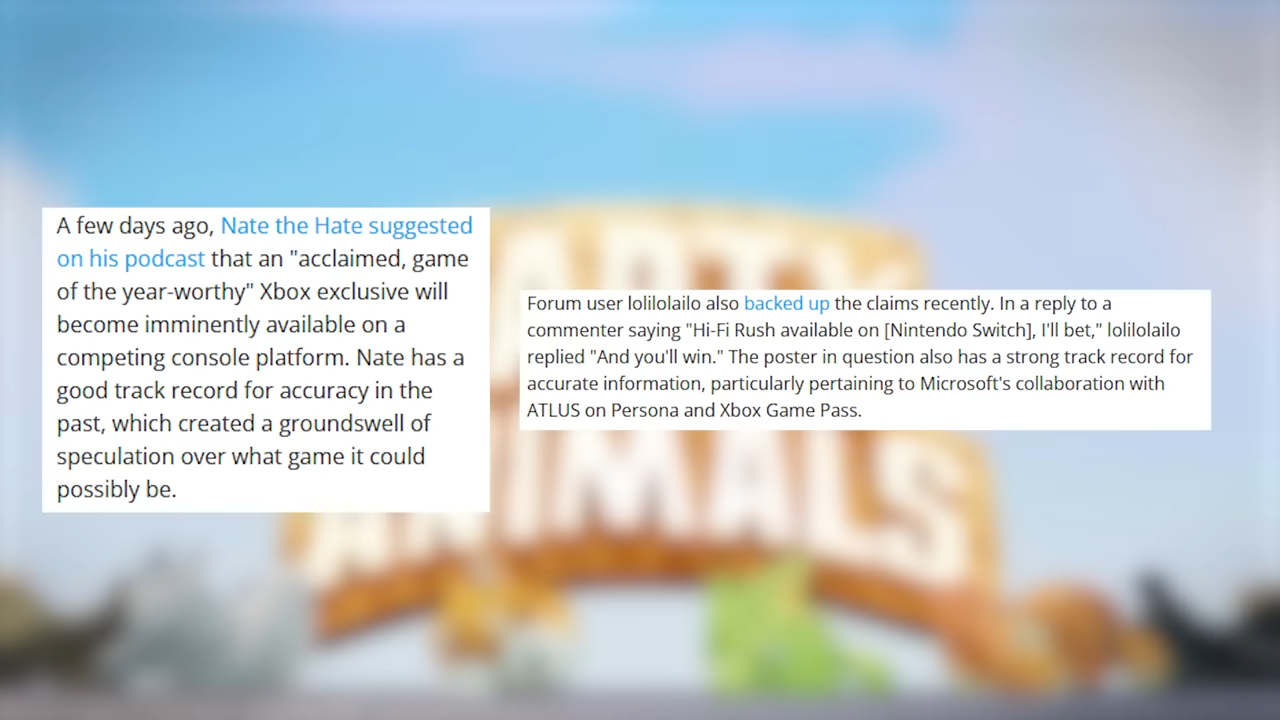 A few days ago, Nate the Hate suggested
on his podcast that an "acclaimed, game
of the year-worthy" Xbox exclusive will
become imminently available on a
competing console platform. Nate has a
good track record for accuracy in the
past, which created a groundswell of
speculation over what game it could
possibly be.
Forum user lolilolailo also backed up the claims recently. In a reply to a
commenter saying "Hi-Fi Rush available on [Nintendo Switch], I'll bet," lolilolailo
replied "And you'll win." The poster in question also has a strong track record for
accurate information, particularly pertaining to Microsoft's collaboration with
ATLUS on Persona and Xbox Game Pass.
ANIMALS